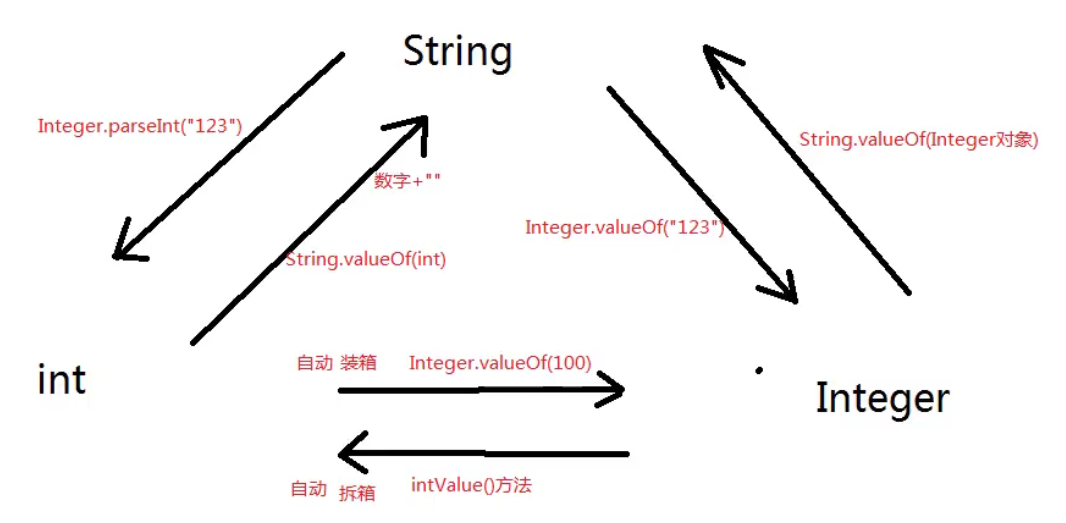 String
Integer.parseInt("123")
String.valueOf(Integer对象)
数字+""
Integer.valueOf("123")
String.valueOf(int)
自动 装箱 Integer.valueOf(100)
int
Integer
自动 拆箱 intValue()方法